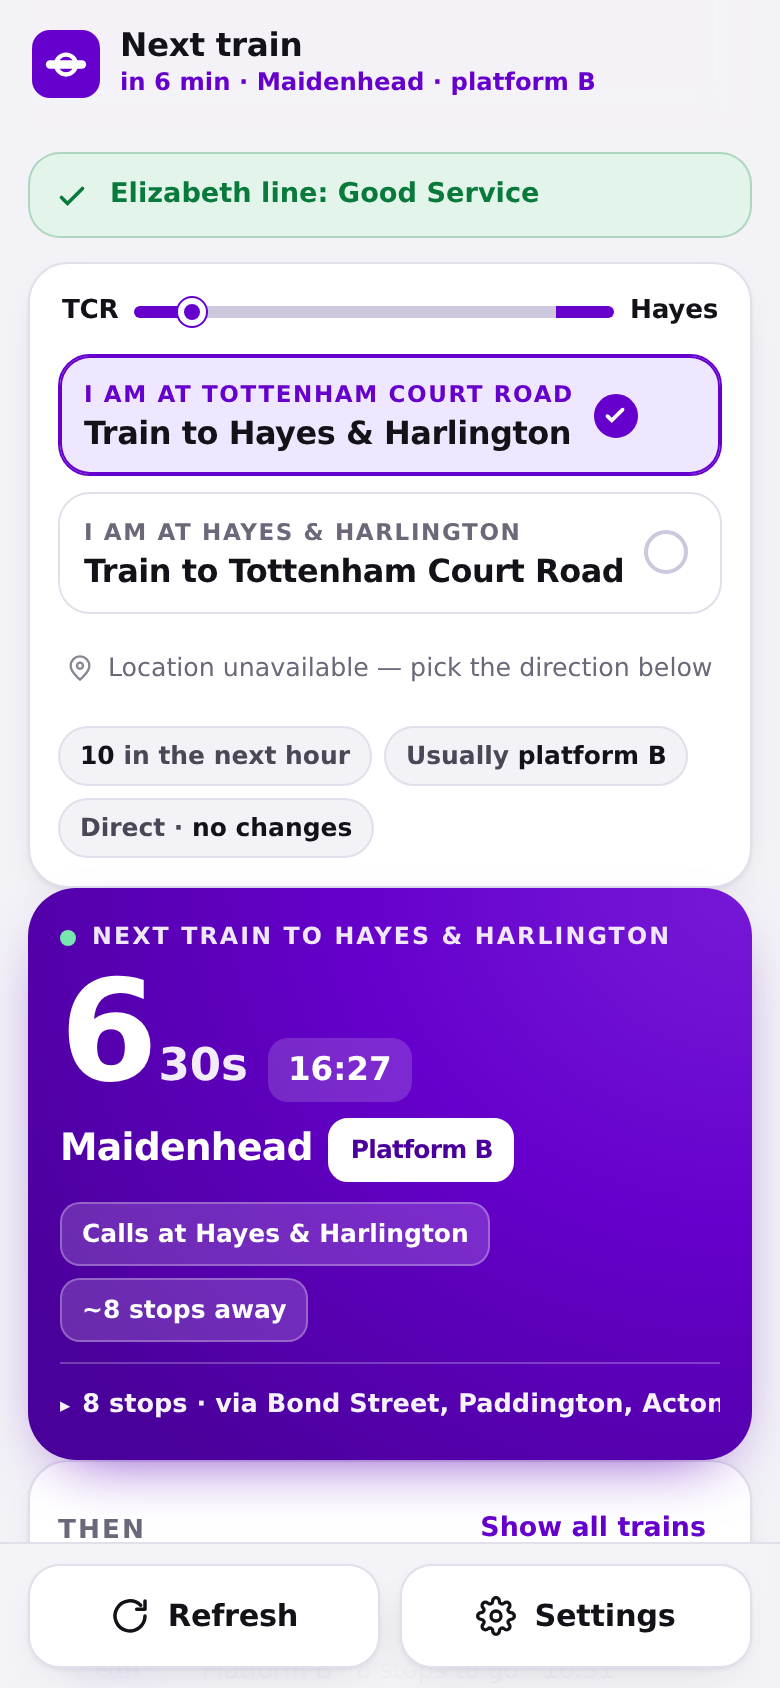 Next train
in 6 min · Maidenhead · platform B
Elizabeth line: Good Service
TCR
Hayes
I AM AT TOTTENHAM COURT ROAD
Train to Hayes & Harlington
I AM AT HAYES & HARLINGTON
Train to Tottenham Court Road
Location unavailable — pick the direction below
10 in the next hour
Usually platform B
Direct · no changes
NEXT TRAIN TO HAYES & HARLINGTON
6 30s 16:27
Maidenhead Platform B
Calls at Hayes & Harlington
~8 stops away
▸ 8 stops · via Bond Street, Paddington, Acton
THEN
Show all trains
Refresh
Settings